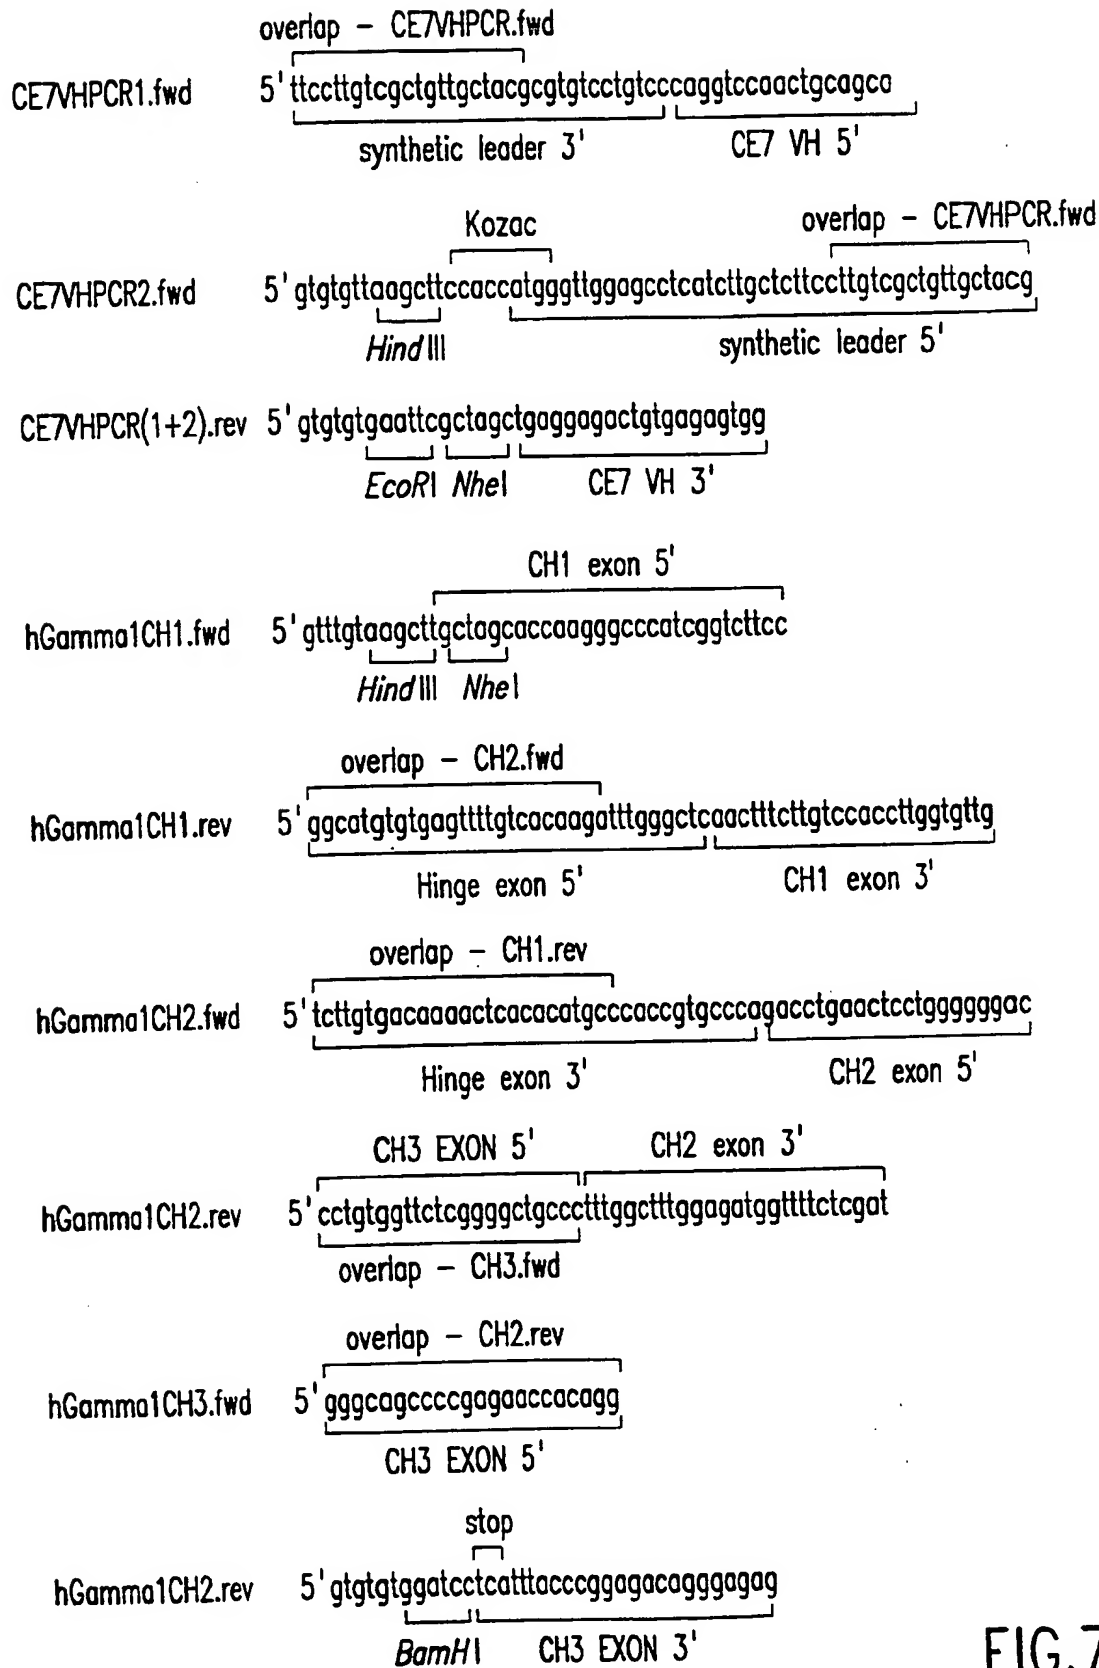 overlap – CE7VHPCR.fwd
CE7VHPCR1.fwd 5' ttccttgtcgctgttgctacgcgtgtcctgtcccaggtccaactgcagca
synthetic leader 3' CE7 VH 5'
Kozac overlap – CE7VHPCR.fwd
CE7VHPCR2.fwd 5' gtgtgttaagcttccaccatgggttggagcctcatcttgctcttccttgtcgctgttgctacg
HindIII synthetic leader 5'
CE7VHPCR(1+2).rev 5' gtgtgtgaattcgctagctgaggagactgtgagagtgg
EcoRI NheI CE7 VH 3'
CH1 exon 5'
hGamma1CH1.fwd 5' gtttgtaagcttgctagcaccaagggcccatcggtcttcc
HindIII NheI
overlap – CH2.fwd
hGamma1CH1.rev 5' ggcatgtgtgagttttgtcacaagatttgggctcaactttcttgtccaccttggtgttg
Hinge exon 5' CH1 exon 3'
overlap – CH1.rev
hGamma1CH2.fwd 5' tcttgtgacaaaactcacacatgcccaccgtgcccagacctgaactcctggggggac
Hinge exon 3' CH2 exon 5'
CH3 EXON 5' CH2 exon 3'
hGamma1CH2.rev 5' cctgtggttctcggggctgccctttggctttggagatggttttctcgat
overlap – CH3.fwd
overlap – CH2.rev
hGamma1CH3.fwd 5' gggcagccccgagaaccacagg
CH3 EXON 5'
stop
hGamma1CH2.rev 5' gtgtgtggatcctcatttacccggagacagggagag
BamHI CH3 EXON 3'
FIG.7